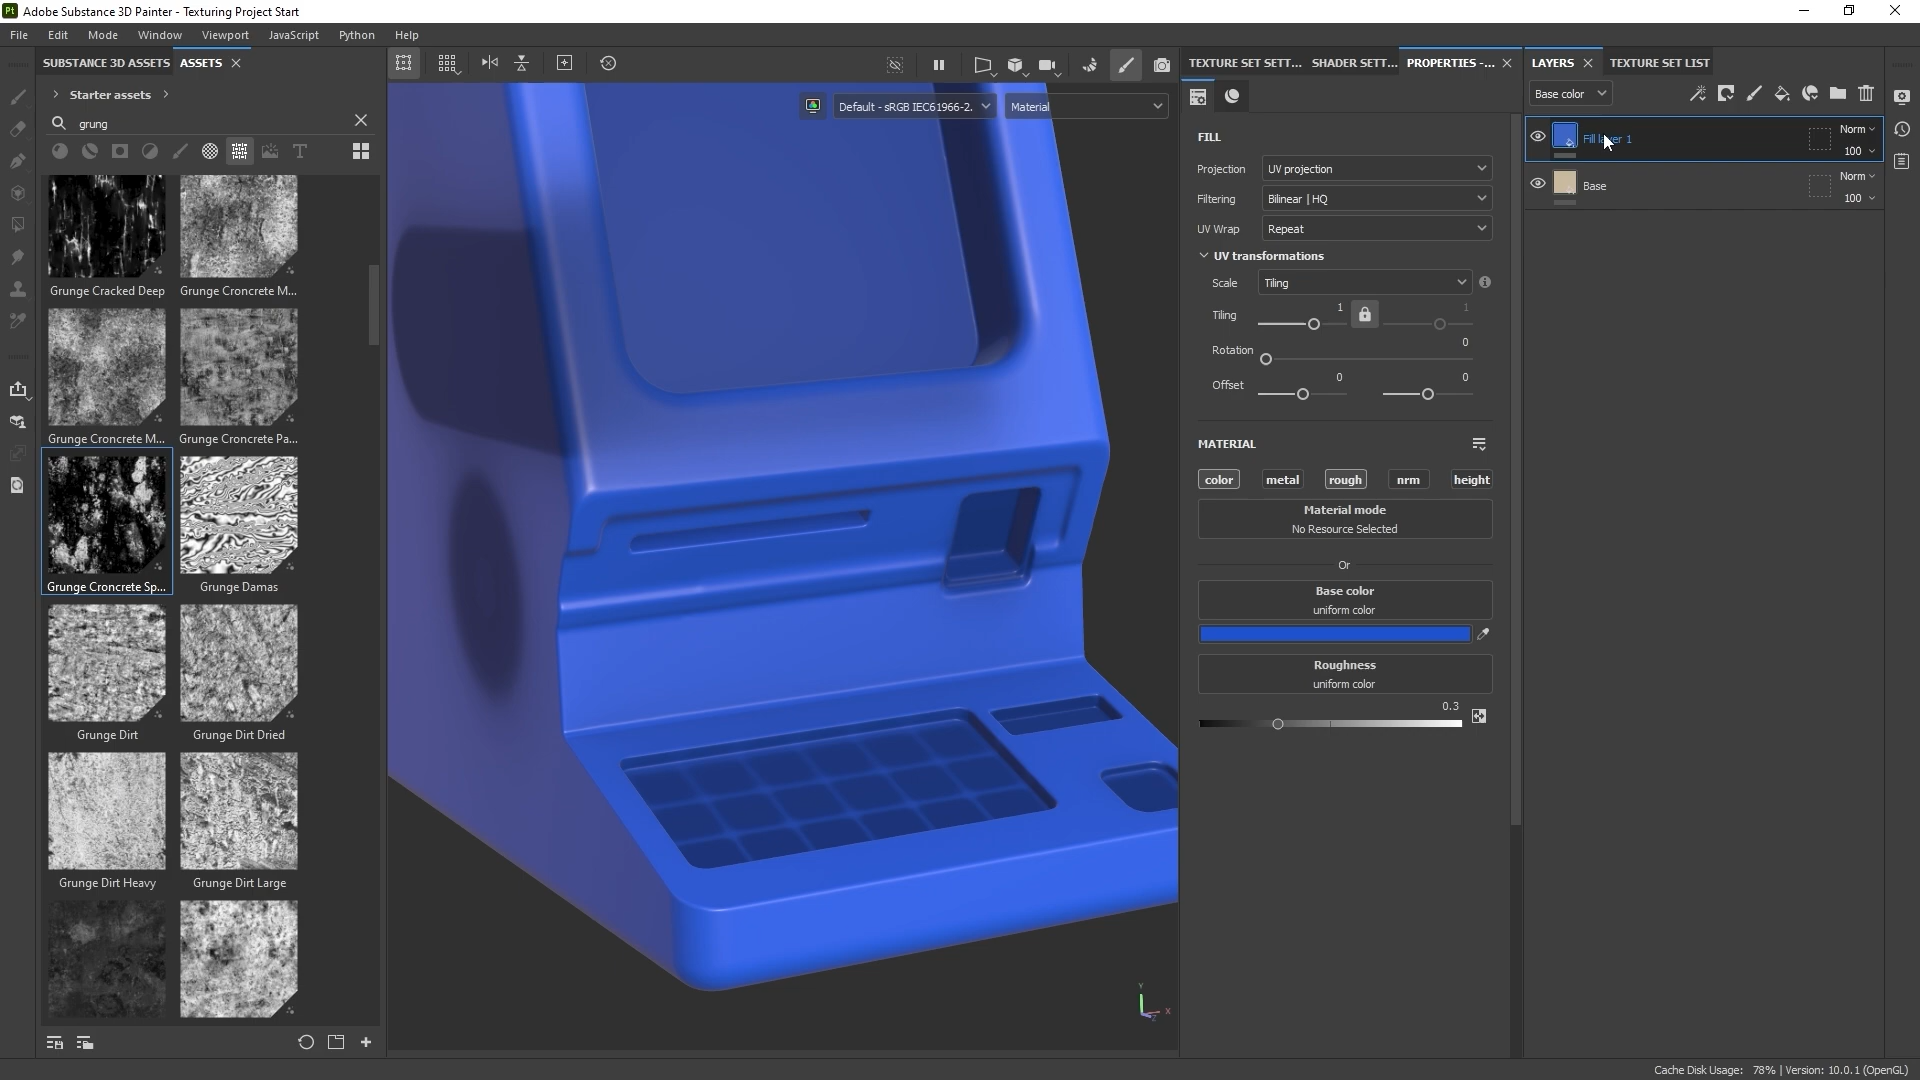 Pt Adobe Substance 3D Painter - Texturing Project Start
File Edit Mode Window Viewport JavaScript Python Help
SUBSTANCE 3D ASSETS ASSETS
TEXTURE SET SETT... SHADER SETT... PROPERTIES -...
LAYERS TEXTURE SET LIST
Starter assets
Base color
Default - sRGB IEC61966-2. Material
grung
Grunge Cracked Deep Grunge Croncrete M...
Grunge Croncrete M... Grunge Croncrete Pa...
Grunge Croncrete Sp... Grunge Damas
Grunge Dirt Grunge Dirt Dried
Grunge Dirt Heavy Grunge Dirt Large
Y
X
Z
FILL
Projection UV projection
Filtering Bilinear | HQ
UV Wrap Repeat
UV transformations
Scale Tiling
Tiling 1 1
Rotation 0
Offset 0 0
MATERIAL
color metal rough nrm height
Material mode
No Resource Selected
Or
Base color
uniform color
Roughness
uniform color
0.3
Fill layer 1 Norm
100
Base Norm
100
Cache Disk Usage: 78% | Version: 10.0.1 (OpenGL)